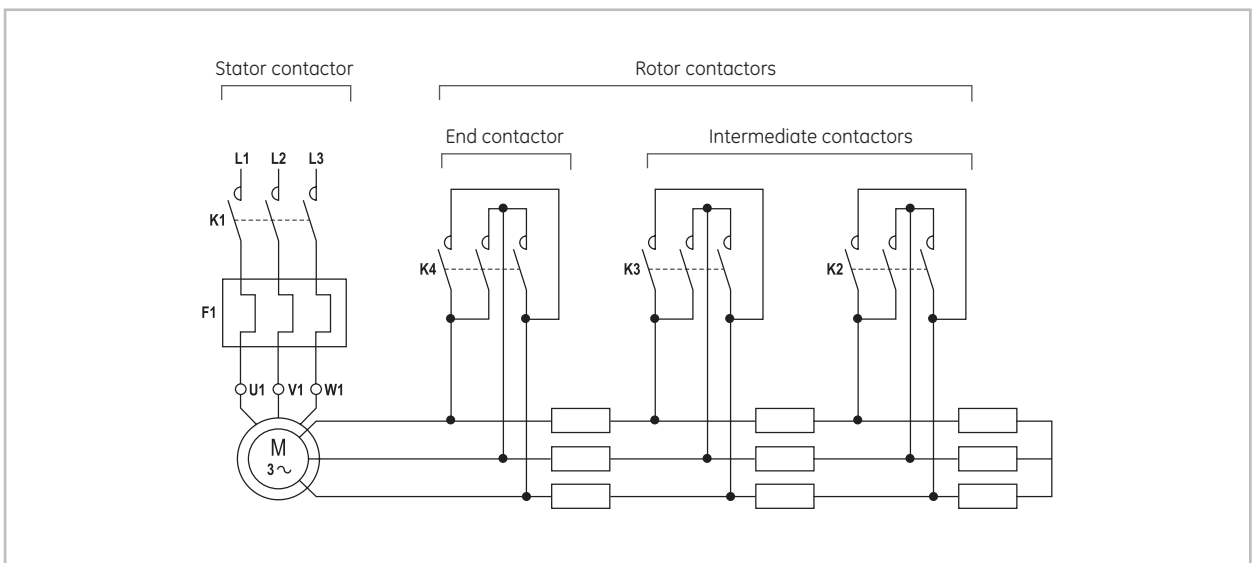 Stator contactor
Rotor contactors
End contactor
Intermediate contactors
L1 L2 L3
K1
K4
K3
K2
F1
U1 V1 W1
M
3∿